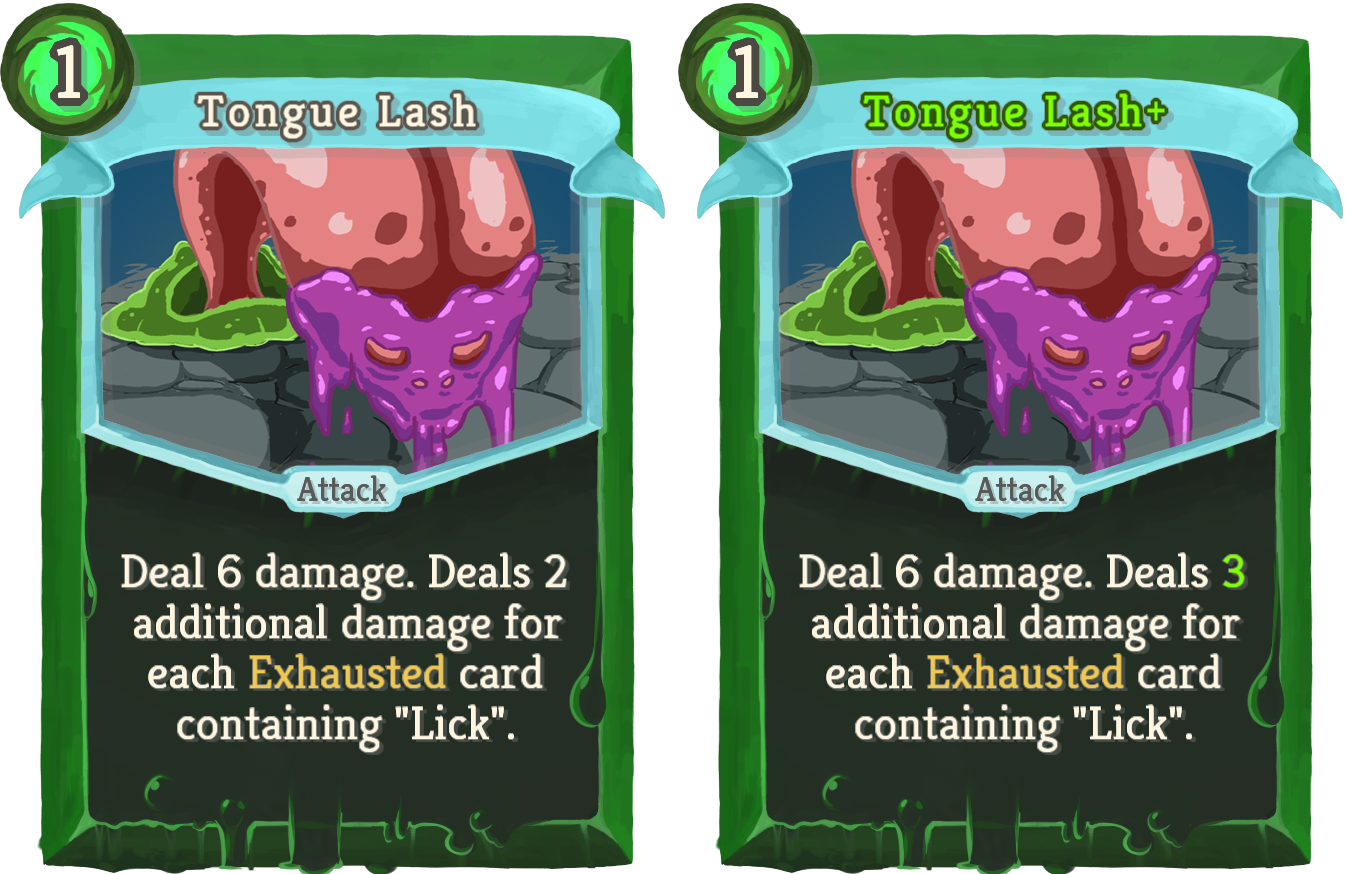 1
Tongue Lash
Attack
Deal 6 damage. Deals 2
additional damage for
each Exhausted card
containing "Lick".
1
Tongue Lash+
Attack
Deal 6 damage. Deals 3
additional damage for
each Exhausted card
containing "Lick".